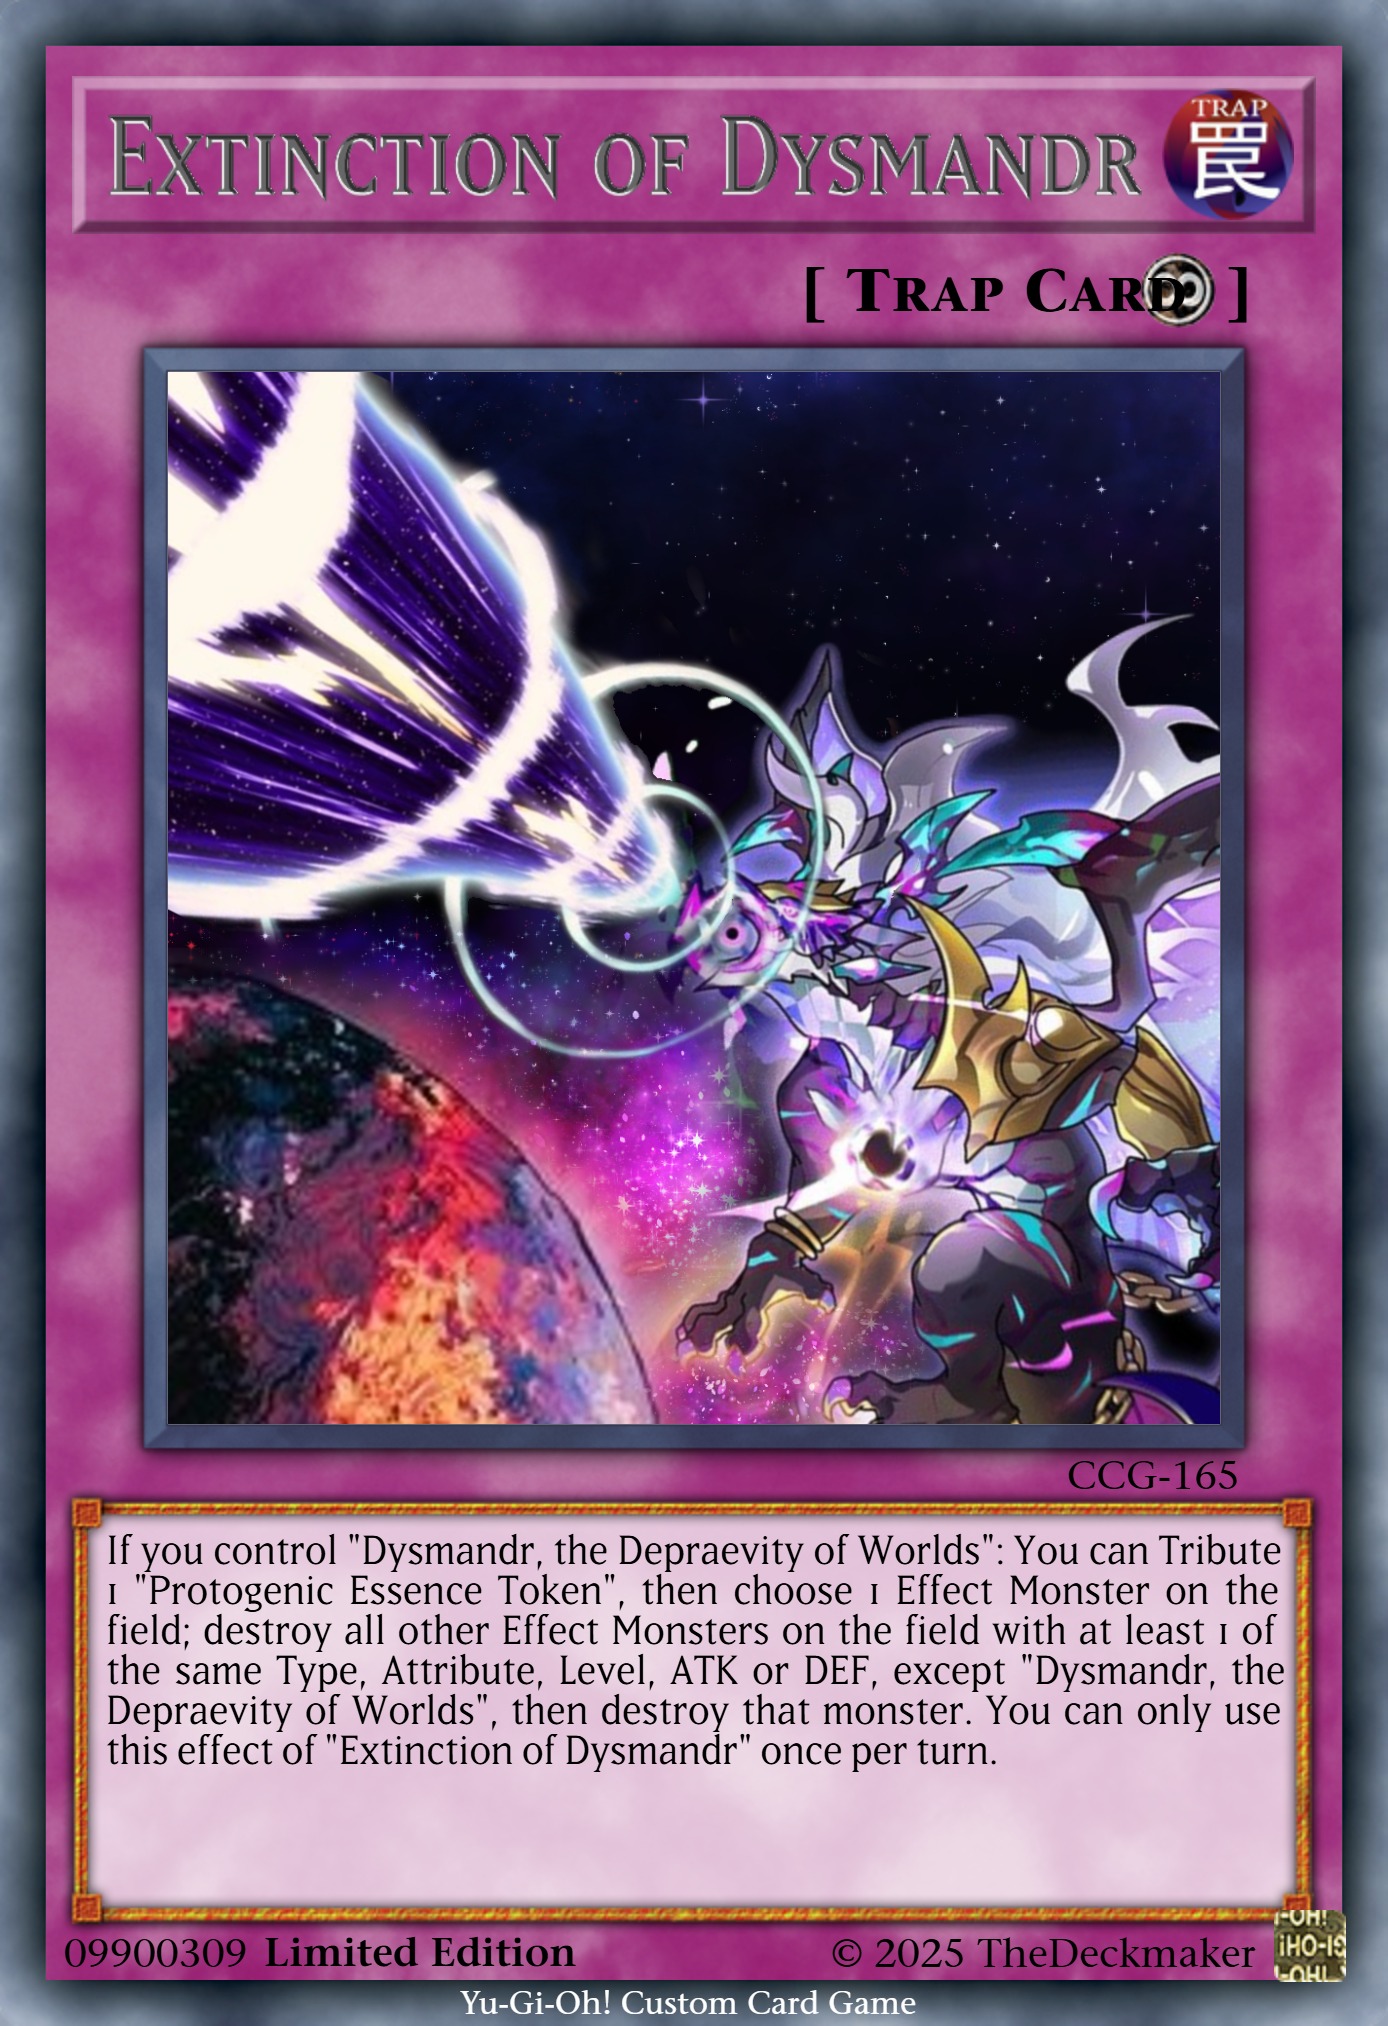 EXTINCTION OF DYSMANDR
TRAP
罠
[ TRAP CARD ]
CCG-165
If you control "Dysmandr, the Depraevity of Worlds": You can Tribute
1 "Protogenic Essence Token", then choose 1 Effect Monster on the
field; destroy all other Effect Monsters on the field with at least 1 of
the same Type, Attribute, Level, ATK or DEF, except "Dysmandr, the
Depraevity of Worlds", then destroy that monster. You can only use
this effect of "Extinction of Dysmandr" once per turn.
09900309 Limited Edition
© 2025 TheDeckmaker
Yu-Gi-Oh! Custom Card Game